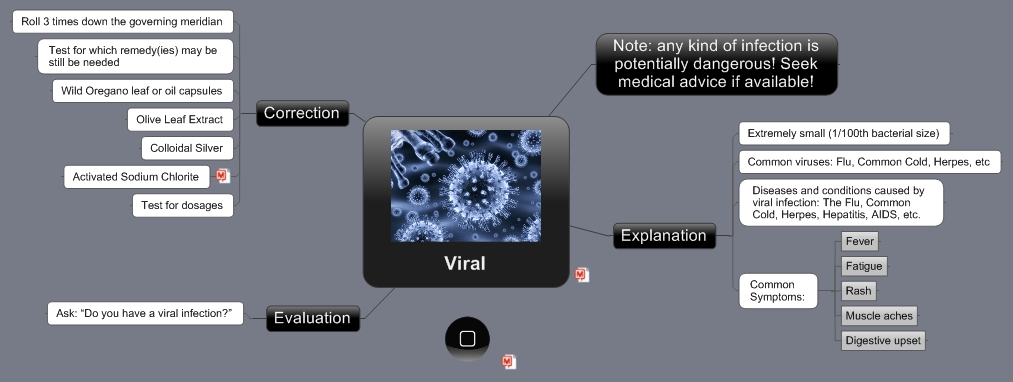 Roll 3 times down the governing meridian
Test for which remedy(ies) may be
still be needed
Wild Oregano leaf or oil capsules
Olive Leaf Extract
Colloidal Silver
Activated Sodium Chlorite
Test for dosages
Correction
Ask: “Do you have a viral infection?”
Evaluation
Viral
Note: any kind of infection is
potentially dangerous! Seek
medical advice if available!
Explanation
Extremely small (1/100th bacterial size)
Common viruses: Flu, Common Cold, Herpes, etc
Diseases and conditions caused by
viral infection: The Flu, Common
Cold, Herpes, Hepatitis, AIDS, etc.
Common
Symptoms:
Fever
Fatigue
Rash
Muscle aches
Digestive upset